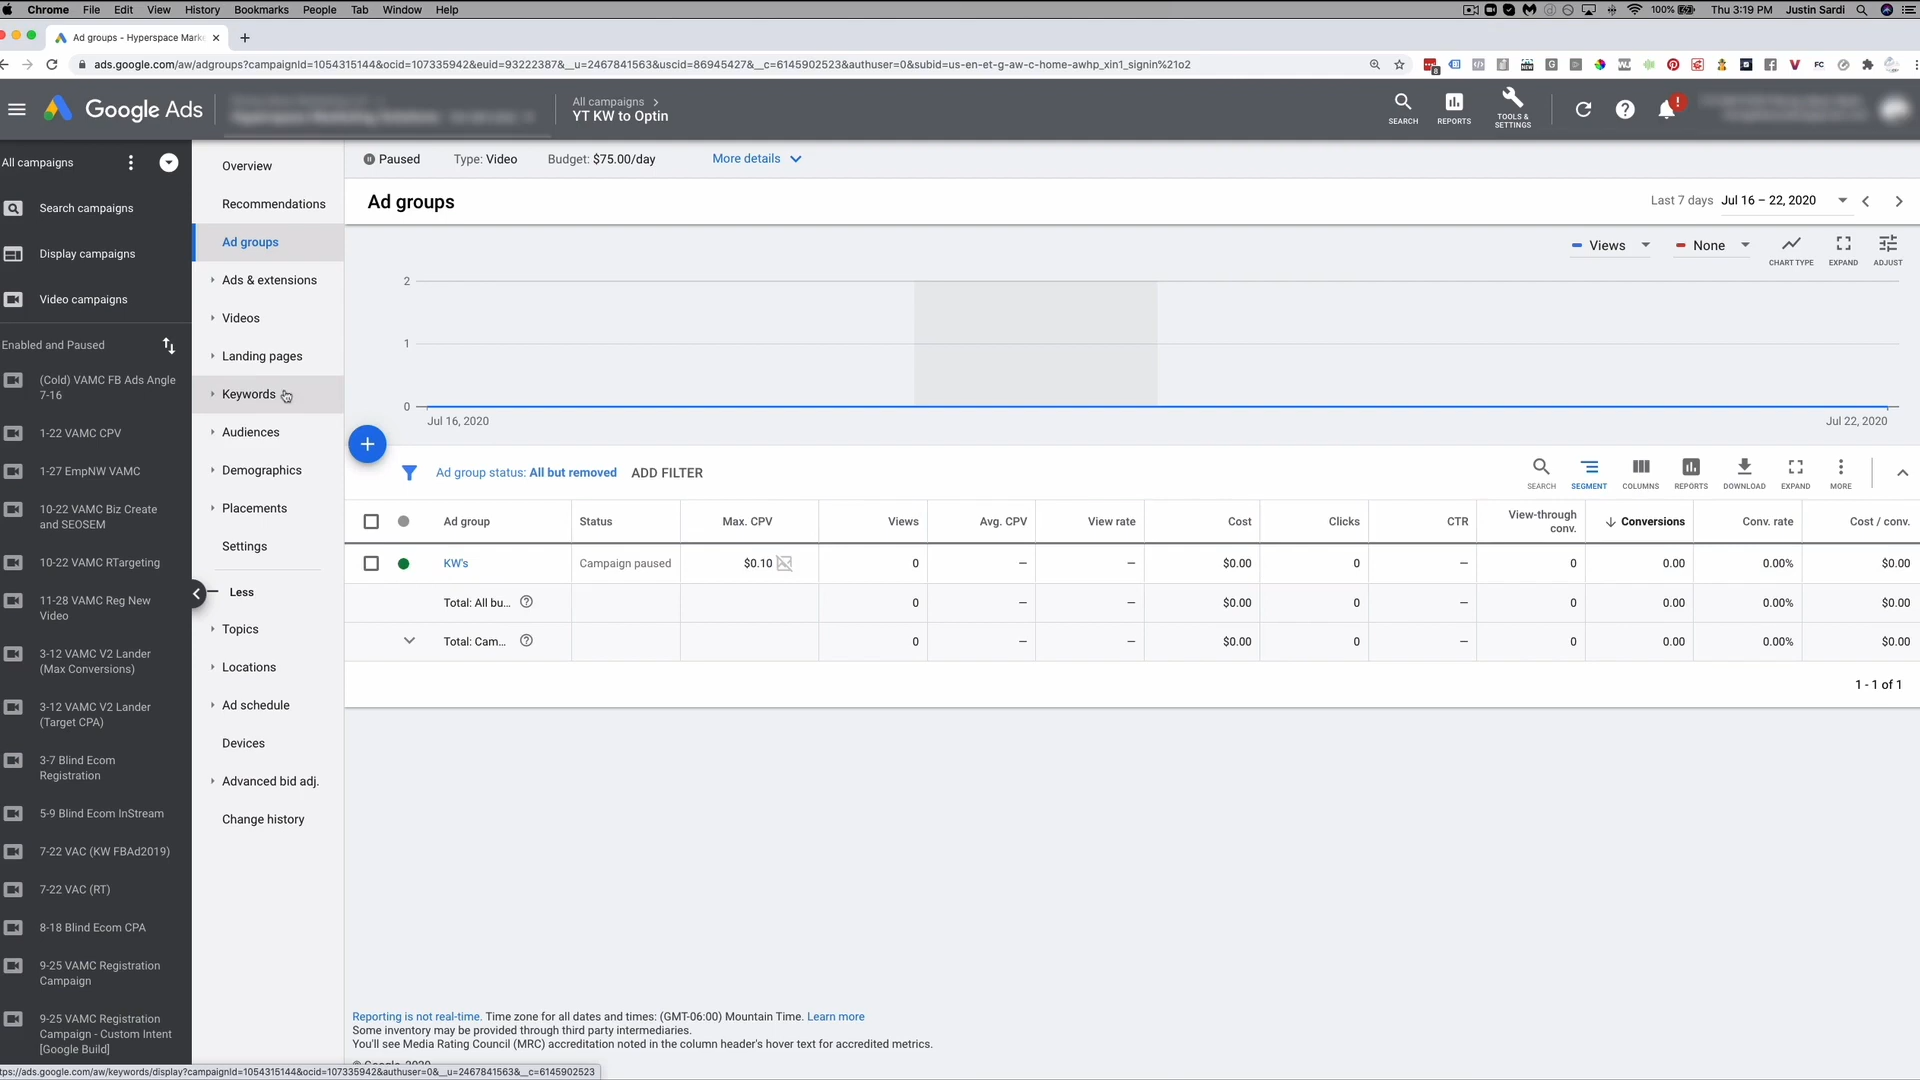 Chrome File Edit View History Bookmarks People Tab Window Help 100% Thu 3:19 PM Justin Sardi
Ad groups - Hyperspace Marke
ads.google.com/aw/adgroups?campaignId=1054315144&ocid=107335942&euid=93222387&__u=2467841563&uscid=86945427&__c=6145902523&authuser=0&subid=us-en-et-g-aw-c-home-awhp_xin1_signin%21o2
Google Ads
All campaigns >
YT KW to Optin
SEARCH
REPORTS
TOOLS &
SETTINGS
All campaigns
Search campaigns
Display campaigns
Video campaigns
Enabled and Paused
(Cold) VAMC FB Ads Angle
7-16
1-22 VAMC CPV
1-27 EmpNW VAMC
10-22 VAMC Biz Create
and SEOSEM
10-22 VAMC RTargeting
11-28 VAMC Reg New
Video
3-12 VAMC V2 Lander
(Max Conversions)
3-12 VAMC V2 Lander
(Target CPA)
3-7 Blind Ecom
Registration
5-9 Blind Ecom InStream
7-22 VAC (KW FBAd2019)
7-22 VAC (RT)
8-18 Blind Ecom CPA
9-25 VAMC Registration
Campaign
9-25 VAMC Registration
Campaign - Custom Intent
[Google Build]
Overview
Recommendations
Ad groups
Ads & extensions
Videos
Landing pages
Keywords
Audiences
Demographics
Placements
Settings
Less
Topics
Locations
Ad schedule
Devices
Advanced bid adj.
Change history
Paused Type: Video Budget: $75.00/day More details
Ad groups
Last 7 days Jul 16 – 22, 2020
Views None
CHART TYPE EXPAND ADJUST
2
1
0
Jul 16, 2020 Jul 22, 2020
Ad group status: All but removed ADD FILTER
SEARCH SEGMENT COLUMNS REPORTS DOWNLOAD EXPAND MORE
Ad group Status Max. CPV Views Avg. CPV View rate Cost Clicks CTR View-through conv. Conversions Conv. rate Cost / conv.
KW's Campaign paused $0.10 0 – – $0.00 0 – 0 0.00 0.00% $0.00
Total: All bu... 0 – – $0.00 0 – 0 0.00 0.00% $0.00
Total: Cam... 0 – – $0.00 0 – 0 0.00 0.00% $0.00
1 - 1 of 1
Reporting is not real-time. Time zone for all dates and times: (GMT-06:00) Mountain Time. Learn more
Some inventory may be provided through third party intermediaries.
You'll see Media Rating Council (MRC) accreditation noted in the column header's hover text for accredited metrics.
© Google, 2020
tps://ads.google.com/aw/keywords/display?campaignId=1054315144&ocid=107335942&authuser=0&__u=2467841563&__c=6145902523